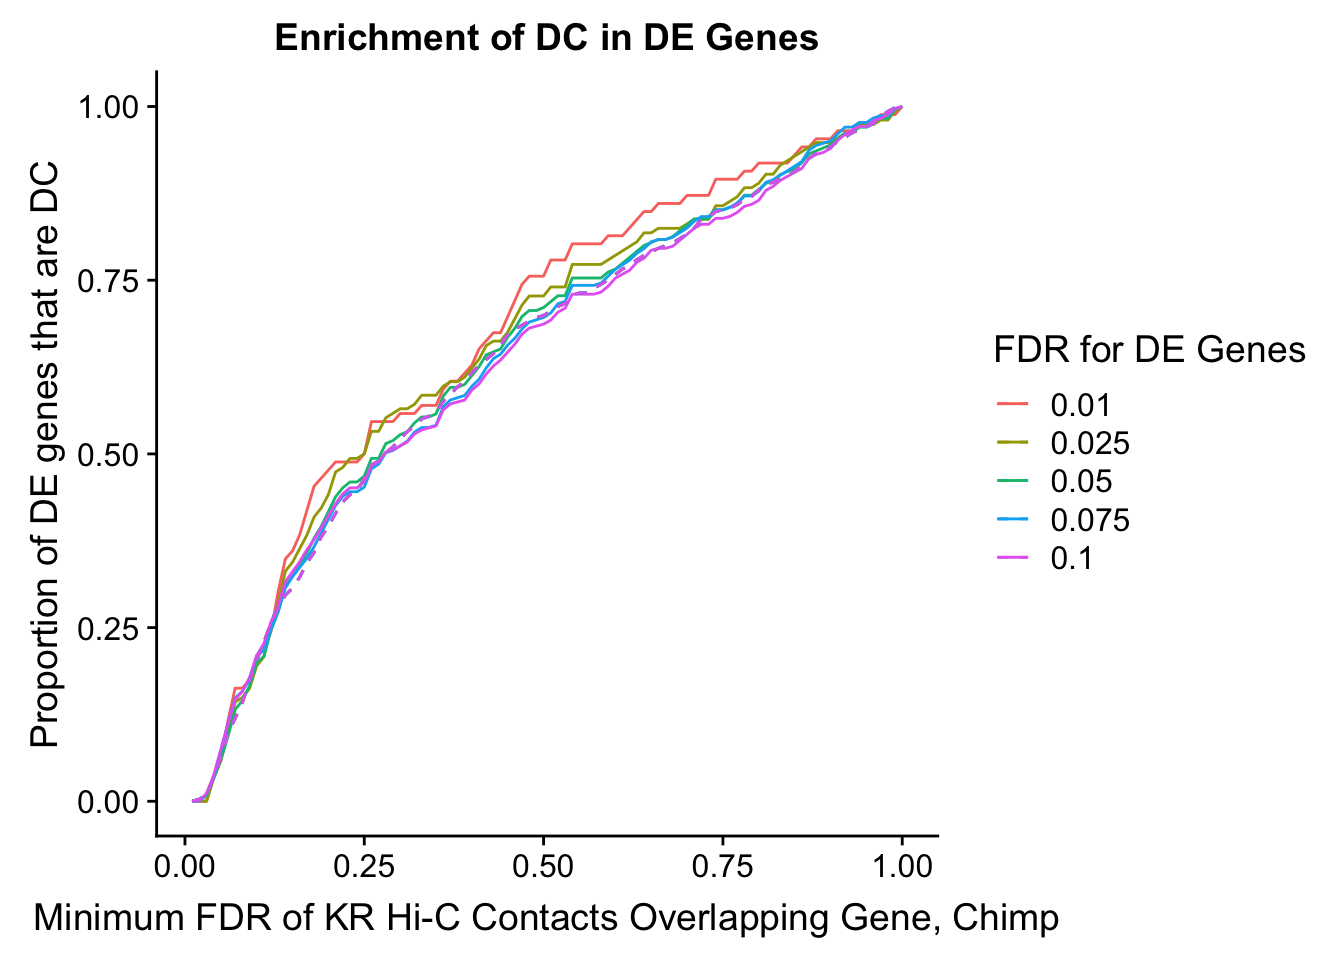 Enrichment of DC in DE Genes
Proportion of DE genes that are DC
1.00
0.75
0.50
0.25
0.00
0.00 0.25 0.50 0.75 1.00
Minimum FDR of KR Hi-C Contacts Overlapping Gene, Chimp
FDR for DE Genes
0.01
0.025
0.05
0.075
0.1